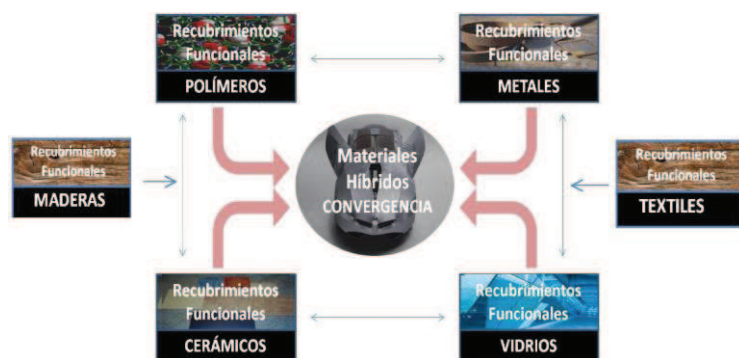 Recubrimientos
Funcionales
POLÍMEROS
Recubrimientos
Funcionales
METALES
Recubrimientos
Funcionales
MADERAS
Materiales
Híbridos
CONVERGENCIA
Recubrimientos
Funcionales
TEXTILES
Recubrimientos
Funcionales
CERÁMICOS
Recubrimientos
Funcionales
VIDRIOS